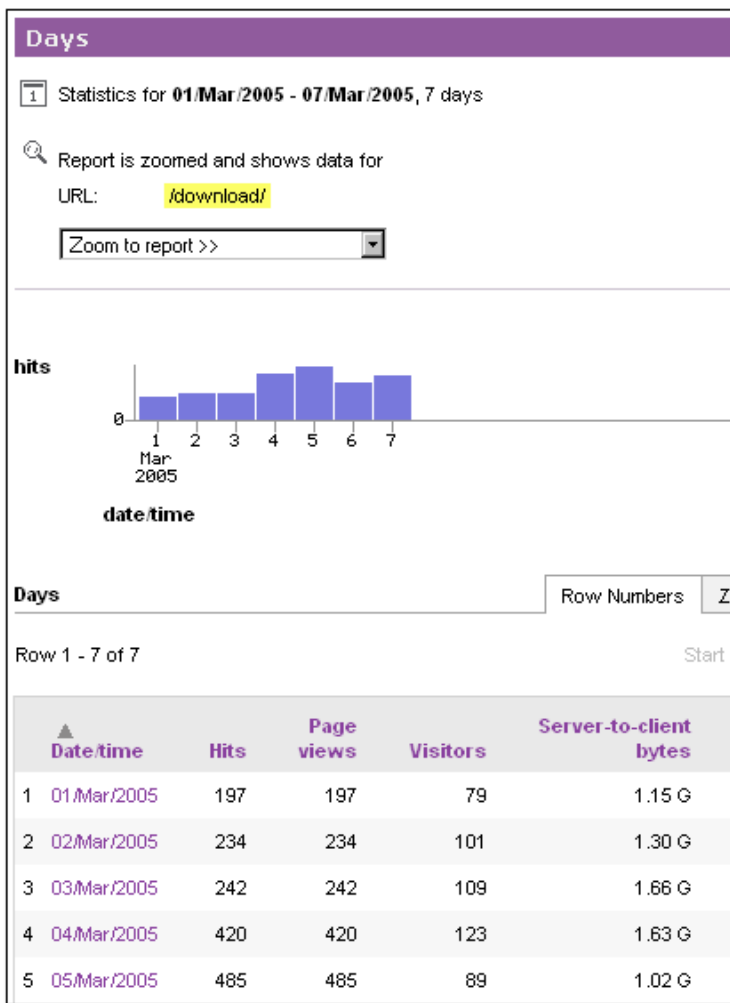 Days
1 Statistics for 01/Mar/2005 - 07/Mar/2005, 7 days
Report is zoomed and shows data for
URL: /download/
Zoom to report >>
hits
0
1 2 3 4 5 6 7
Mar
2005
date/time
Days Row Numbers Z
Row 1 - 7 of 7 Start
Page Server-to-client
Date/time Hits views Visitors bytes
1 01/Mar/2005 197 197 79 1.15 G
2 02/Mar/2005 234 234 101 1.30 G
3 03/Mar/2005 242 242 109 1.66 G
4 04/Mar/2005 420 420 123 1.63 G
5 05/Mar/2005 485 485 89 1.02 G